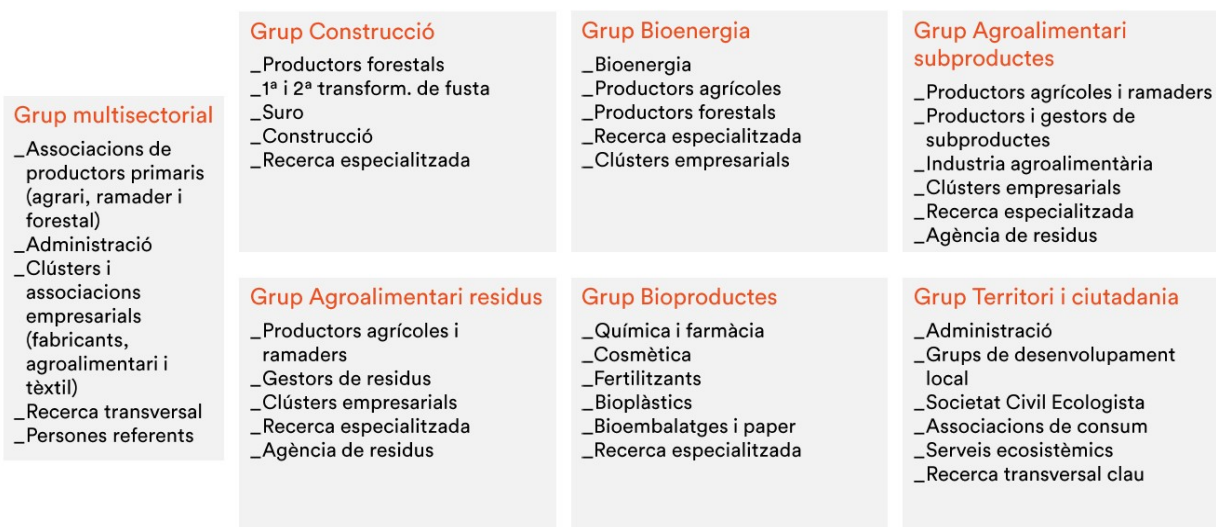 Grup multisectorial
_Associacions de
productors primaris
(agrari, ramader i
forestal)
_Administració
_Clústers i
associacions
empresarials
(fabricants,
agroalimentari i
tèxtil)
_Recerca transversal
_Persones referents
Grup Construcció
_Productors forestals
_1ª i 2ª transform. de fusta
_Suro
_Construcció
_Recerca especialitzada
Grup Bioenergia
_Bioenergia
_Productors agrícoles
_Productors forestals
_Recerca especialitzada
_Clústers empresarials
Grup Agroalimentari
subproductes
_Productors agrícoles i ramaders
_Productors i gestors de
subproductes
_Industria agroalimentària
_Clústers empresarials
_Recerca especialitzada
_Agència de residus
Grup Agroalimentari residus
_Productors agrícoles i
ramaders
_Gestors de residus
_Clústers empresarials
_Recerca especialitzada
_Agència de residus
Grup Bioproductes
_Química i farmàcia
_Cosmètica
_Fertilitzants
_Bioplàstics
_Bioembalatges i paper
_Recerca especialitzada
Grup Territori i ciutadania
_Administració
_Grups de desenvolupament
local
_Societat Civil Ecologista
_Associacions de consum
_Serveis ecosistèmics
_Recerca transversal clau